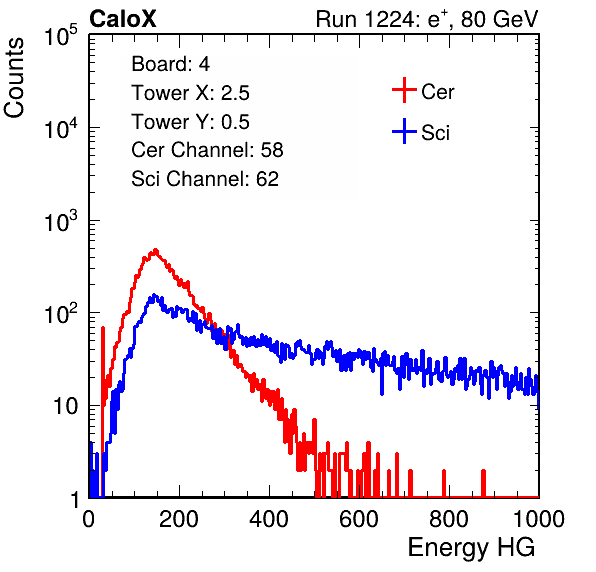 CaloX Run 1224: e⁺, 80 GeV
Counts
Board: 4
Tower X: 2.5
Tower Y: 0.5
Cer Channel: 58
Sci Channel: 62
Cer
Sci
10⁵
10⁴
10³
10²
10
1
0 200 400 600 800 1000
Energy HG